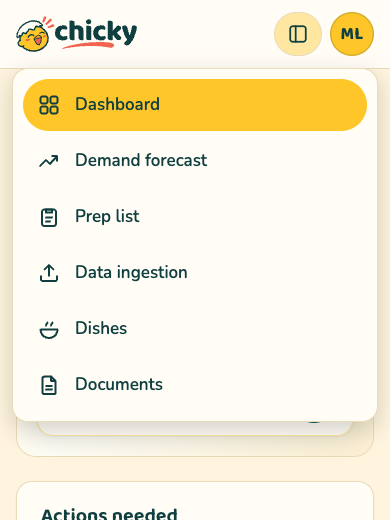 chicky
ML
Dashboard
Demand forecast
Prep list
Data ingestion
Dishes
Documents
Actions needed